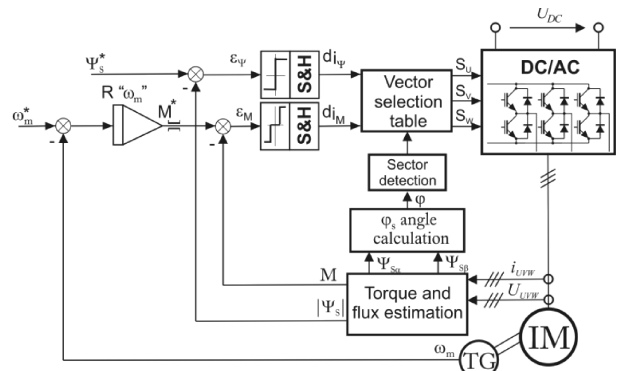 U_DC
Ψ_s*
ε_Ψ
S&H
di_Ψ
Vector selection table
S_U
S_V
S_W
DC/AC
ω_m*
R “ω_m”
M*
ε_M
S&H
di_M
-
-
-
Sector detection
φ
φ_s angle calculation
Ψ_Sα
Ψ_Sβ
M
|Ψ_s|
Torque and flux estimation
i_UVW
U_UVW
ω_m
TG
IM